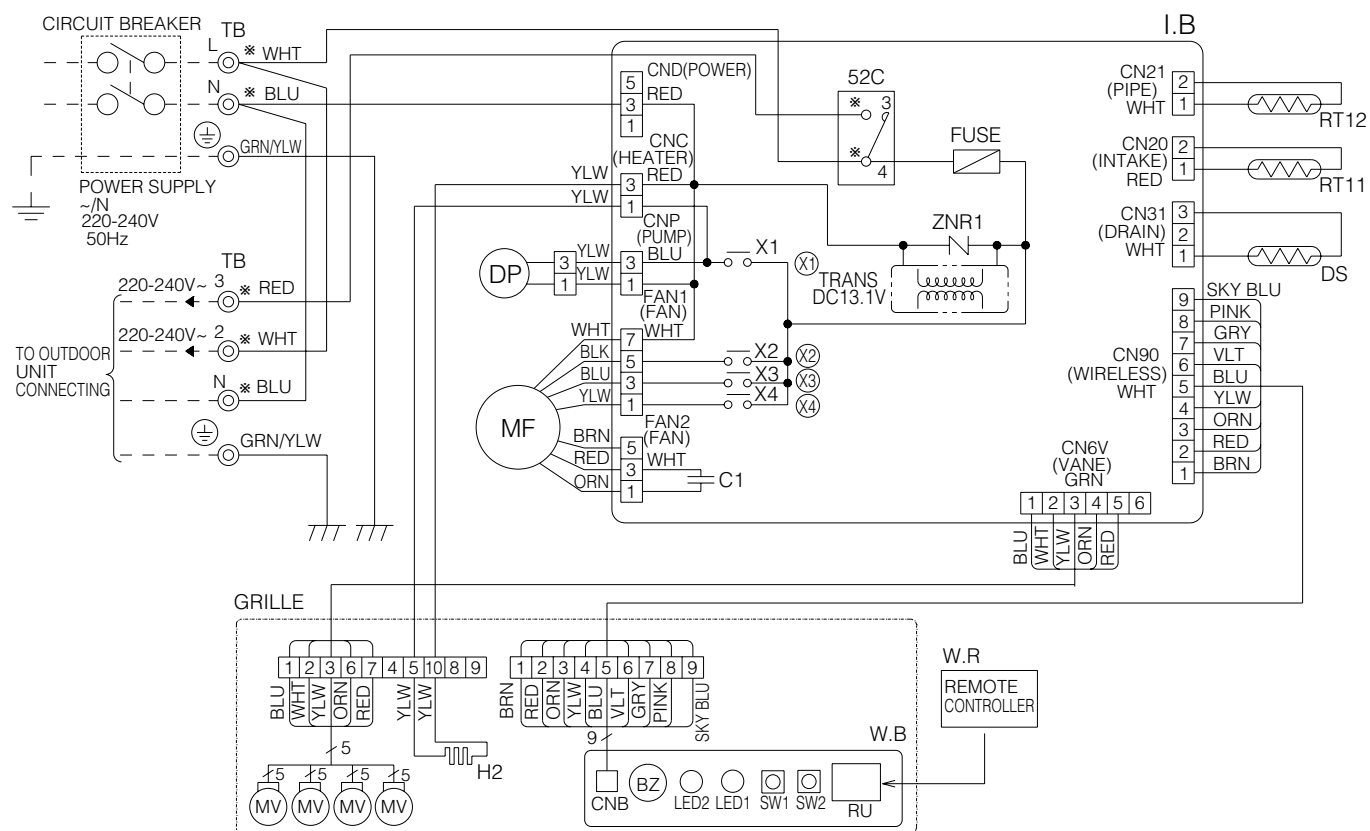 CIRCUIT BREAKER
TB
I.B
L ※ WHT
N ※ BLU
GRN/YLW
POWER SUPPLY
~/N
220-240V
50Hz
TB
220-240V~ 3 ※ RED
220-240V~ 2 ※ WHT
N ※ BLU
GRN/YLW
TO OUTDOOR
UNIT
CONNECTING
5
3
1
CND(POWER)
RED
CNC
(HEATER)
RED
YLW
YLW
3
1
CNP
(PUMP)
BLU
DP
3
1
YLW
YLW
3
1
FAN1
(FAN)
WHT
MF
WHT
BLK
BLU
YLW
7
5
3
1
FAN2
(FAN)
WHT
BRN
RED
ORN
5
3
1
C1
52C
※ 3
※ 4
FUSE
ZNR1
TRANS
DC13.1V
X1
X1
X2
X2
X3
X3
X4
X4
CN21
(PIPE)
WHT
2
1
RT12
CN20
(INTAKE)
RED
2
1
RT11
CN31
(DRAIN)
WHT
3
2
1
DS
CN90
(WIRELESS)
WHT
9 SKY BLU
8 PINK
7 GRY
6 VLT
5 BLU
4 YLW
3 ORN
2 RED
1 BRN
CN6V
(VANE)
GRN
1 2 3 4 5 6
BLU
WHT
YLW
ORN
RED
GRILLE
1 2 3 6 7 4 5 10 8 9
BLU
WHT
YLW
ORN
RED
YLW
YLW
5
5 5 5 5
MV MV MV MV
H2
1 2 3 4 5 6 7 8 9
BRN
RED
ORN
YLW
BLU
VLT
GRY
PINK
SKY BLU
9
W.B
CNB
BZ
LED2
LED1
SW1
SW2
RU
W.R
REMOTE
CONTROLLER